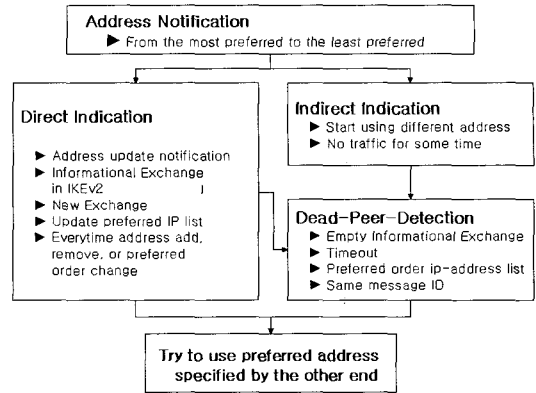 Address Notification
▶ From the most preferred to the least preferred
Direct Indication
▶ Address update notification
▶ Informational Exchange
in IKEv2
▶ New Exchange
▶ Update preferred IP list
▶ Everytime address add,
remove, or preferred
order change
Indirect Indication
▶ Start using different address
▶ No traffic for some time
Dead-Peer-Detection
▶ Empty Informational Exchange
▶ Timeout
▶ Preferred order ip-address list
▶ Same message ID
Try to use preferred address
specified by the other end